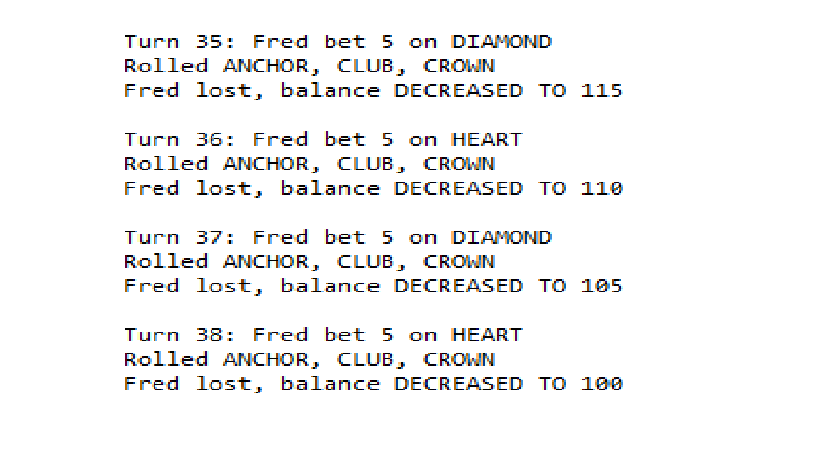 Turn 35: Fred bet 5 on DIAMOND
Rolled ANCHOR, CLUB, CROWN
Fred lost, balance DECREASED TO 115
Turn 36: Fred bet 5 on HEART
Rolled ANCHOR, CLUB, CROWN
Fred lost, balance DECREASED TO 110
Turn 37: Fred bet 5 on DIAMOND
Rolled ANCHOR, CLUB, CROWN
Fred lost, balance DECREASED TO 105
Turn 38: Fred bet 5 on HEART
Rolled ANCHOR, CLUB, CROWN
Fred lost, balance DECREASED TO 100